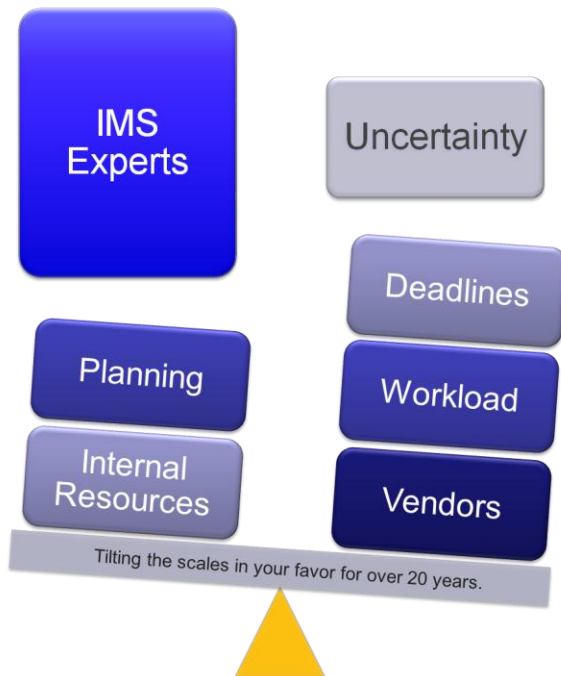 IMS
Experts
Uncertainty
Deadlines
Planning
Workload
Internal
Resources
Vendors
Tilting the scales in your favor for over 20 years.